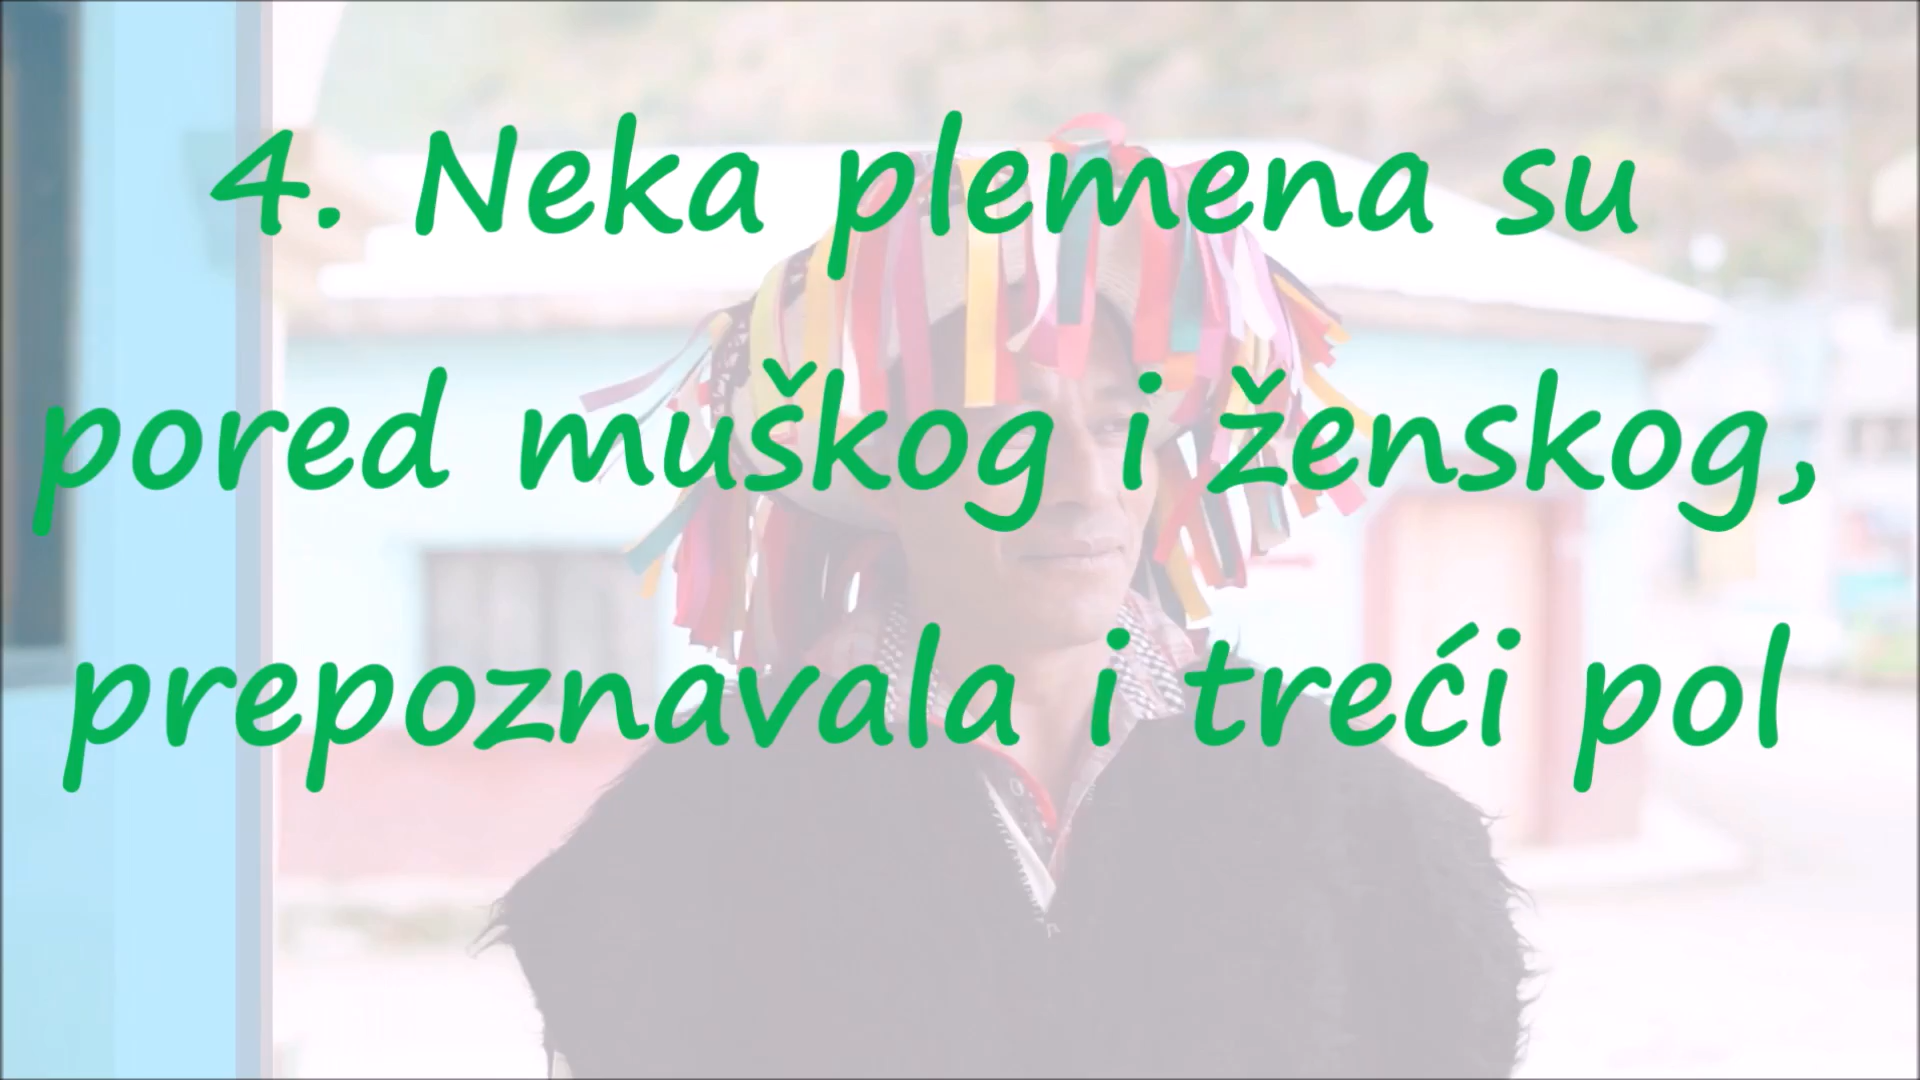 4. Neka plemena su
pored muškog i ženskog,
prepoznavala i treći pol